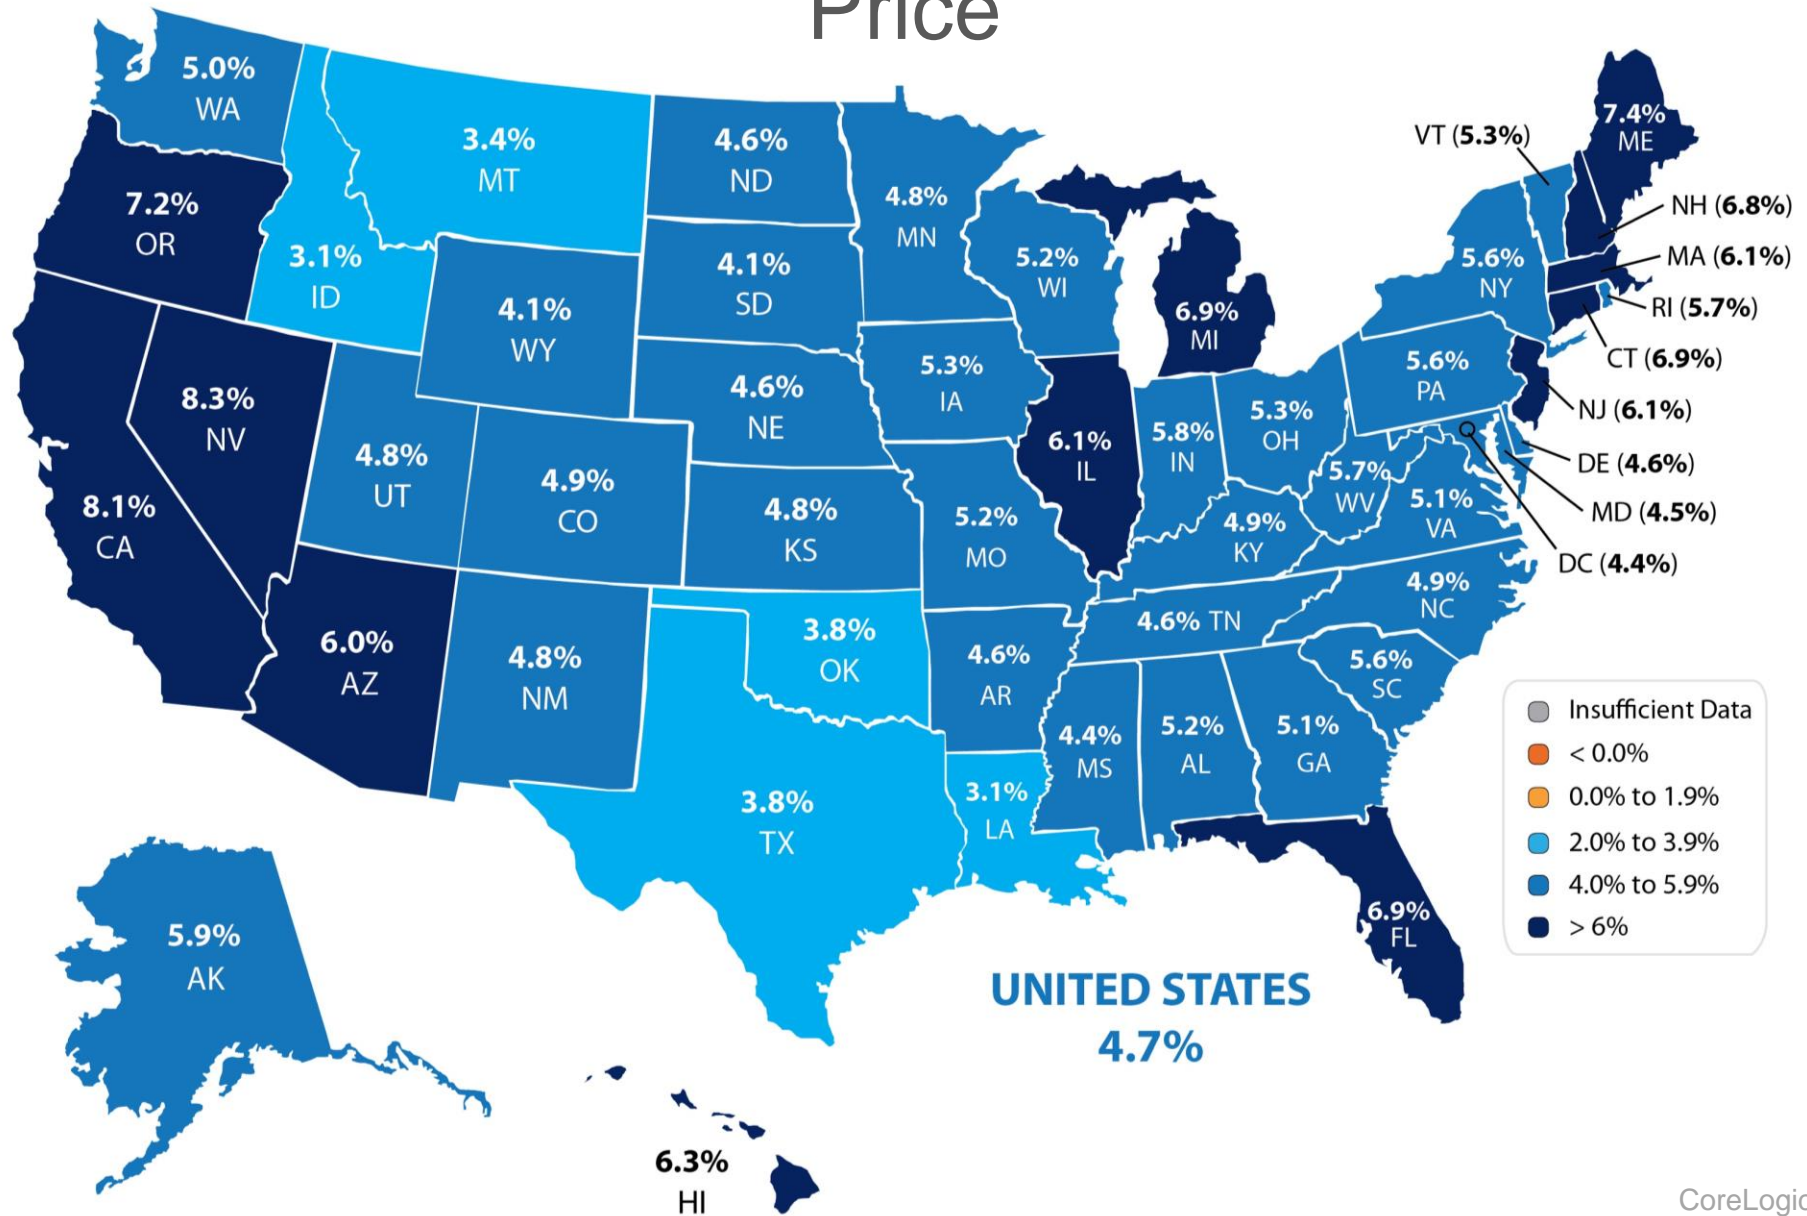 Price
5.0%
WA
3.4%
MT
4.6%
ND
4.8%
MN
7.4%
ME
VT (5.3%)
7.2%
OR
3.1%
ID
4.1%
WY
4.1%
SD
5.2%
WI
6.9%
MI
5.6%
NY
NH (6.8%)
MA (6.1%)
RI (5.7%)
CT (6.9%)
NJ (6.1%)
DE (4.6%)
MD (4.5%)
DC (4.4%)
8.3%
NV
8.1%
CA
4.8%
UT
4.9%
CO
4.6%
NE
4.8%
KS
5.3%
IA
5.2%
MO
6.1%
IL
5.8%
IN
5.3%
OH
5.6%
PA
5.7%
WV
5.1%
VA
4.9%
KY
4.9%
NC
4.6% TN
6.0%
AZ
4.8%
NM
3.8%
OK
4.6%
AR
5.6%
SC
3.8%
TX
3.1%
LA
4.4%
MS
5.2%
AL
5.1%
GA
6.9%
FL
5.9%
AK
6.3%
HI
UNITED STATES
4.7%
Insufficient Data
< 0.0%
0.0% to 1.9%
2.0% to 3.9%
4.0% to 5.9%
> 6%
CoreLogic